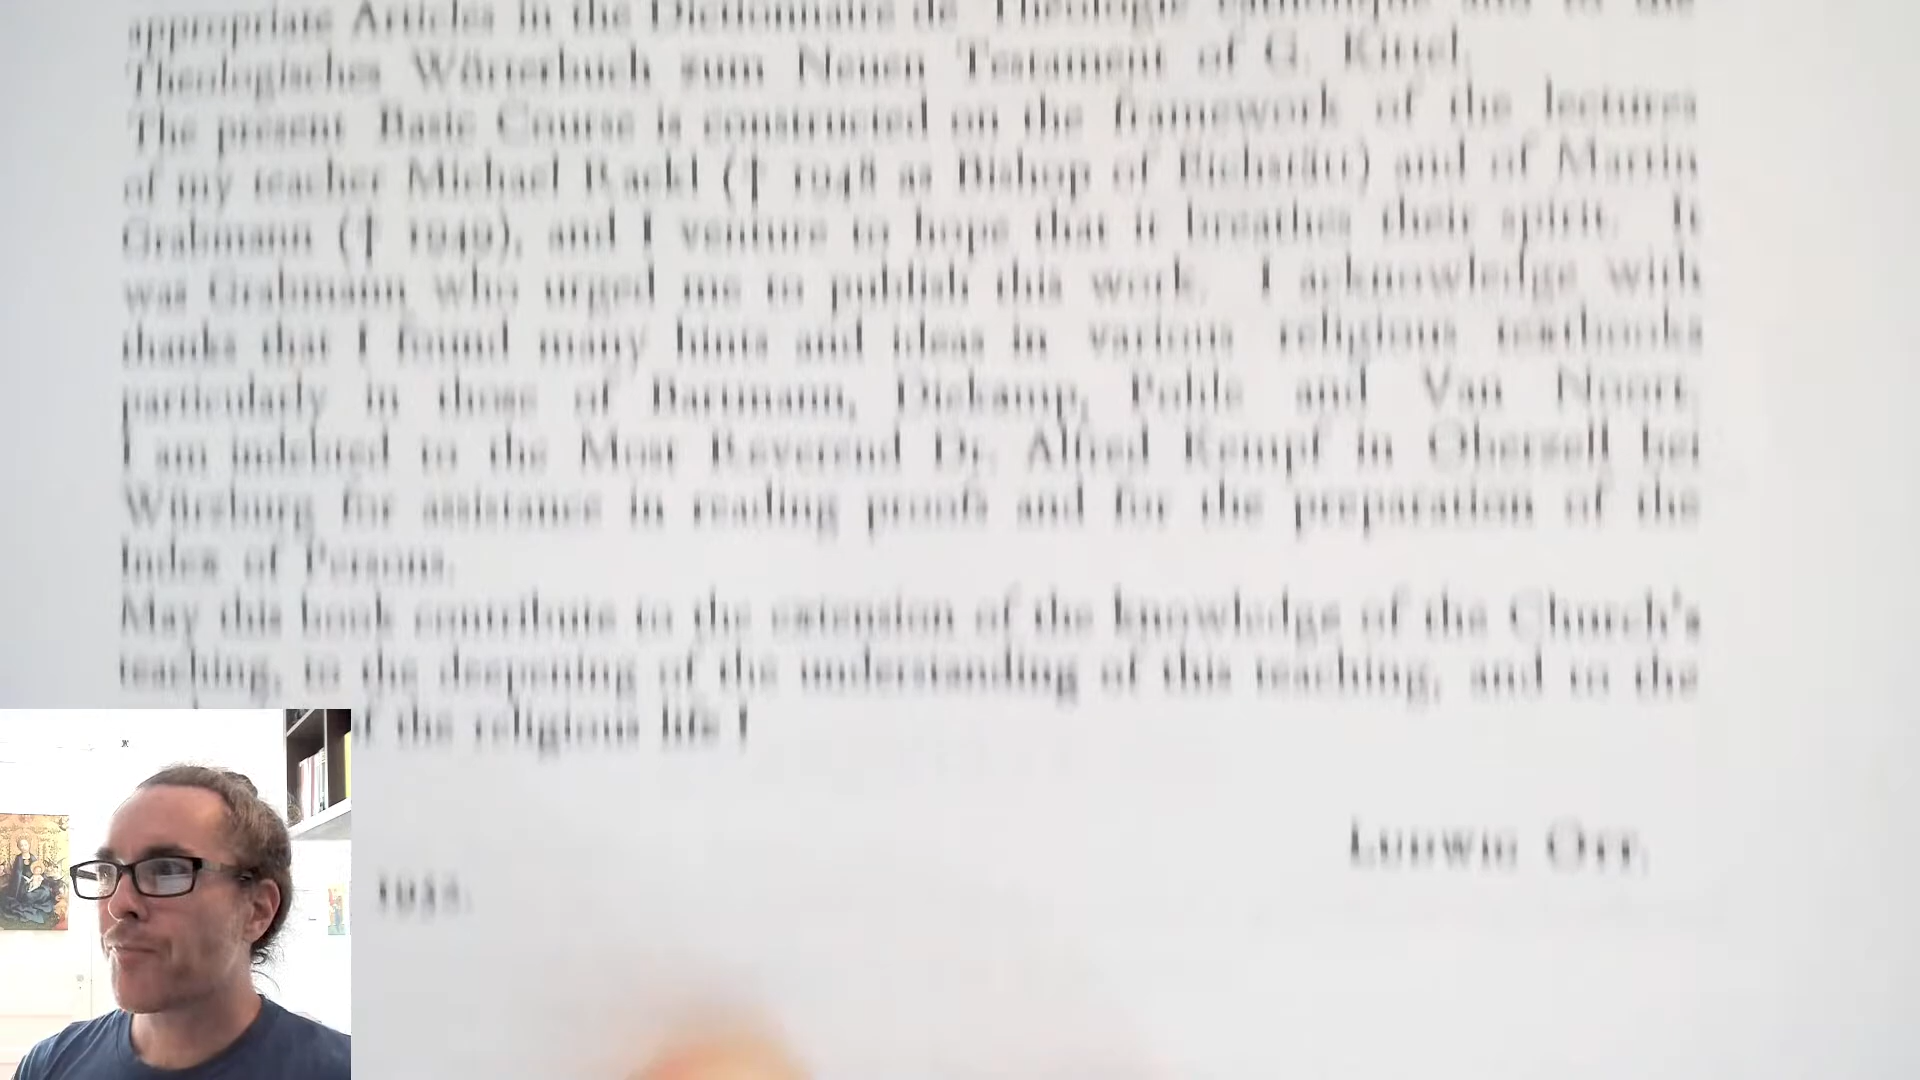 appropriate Articles in the Dictionnaire de Théologie catholique and to the
Theologisches Wörterbuch zum Neuen Testament of G. Kittel.
The present Basic Course is constructed on the framework of the lectures
of my teacher Michael Rackl († 1948 as Bishop of Eichstätt) and of Martin
Grabmann († 1949), and I venture to hope that it breathes their spirit. It
was Grabmann who urged me to publish this work. I acknowledge with
thanks that I found many hints and ideas in various religious textbooks
particularly in those of Bartmann, Diekamp, Pohle and Van Noort.
I am indebted to the Most Reverend Dr. Alfred Kempf in Oberzell bei
Würzburg for assistance in reading proofs and for the preparation of the
Index of Persons.
May this book contribute to the extension of the knowledge of the Church's
teaching, to the deepening of the understanding of this teaching, and to the
of the religious life !
Ludwig Ott.